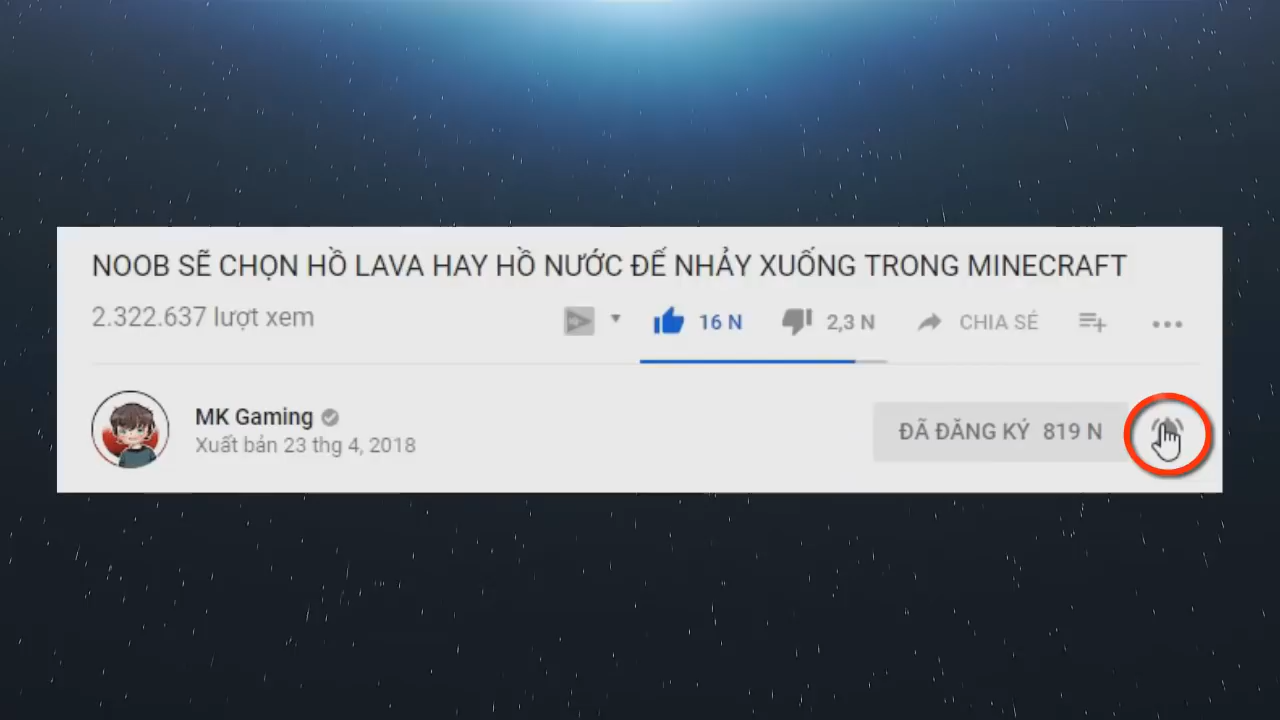 NOOB SẼ CHỌN HỒ LAVA HAY HỒ NƯỚC ĐẾ NHẢY XUỐNG TRONG MINECRAFT
2.322.637 lượt xem
16 N
2,3 N
CHIA SẺ
MK Gaming
Xuất bản 23 thg 4, 2018
ĐÃ ĐĂNG KÝ 819 N